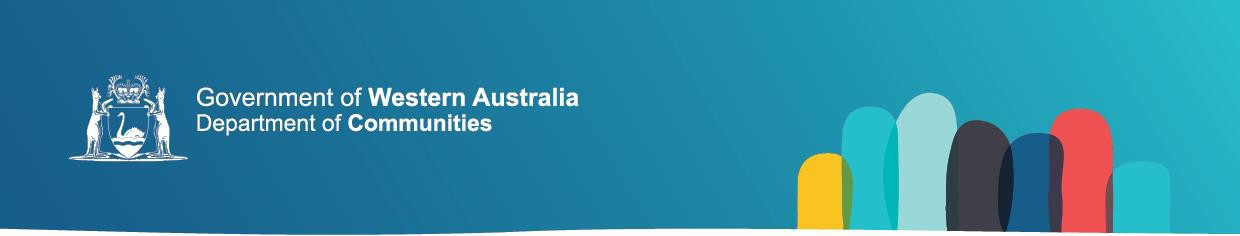 Government of Western Australia
Department of Communities